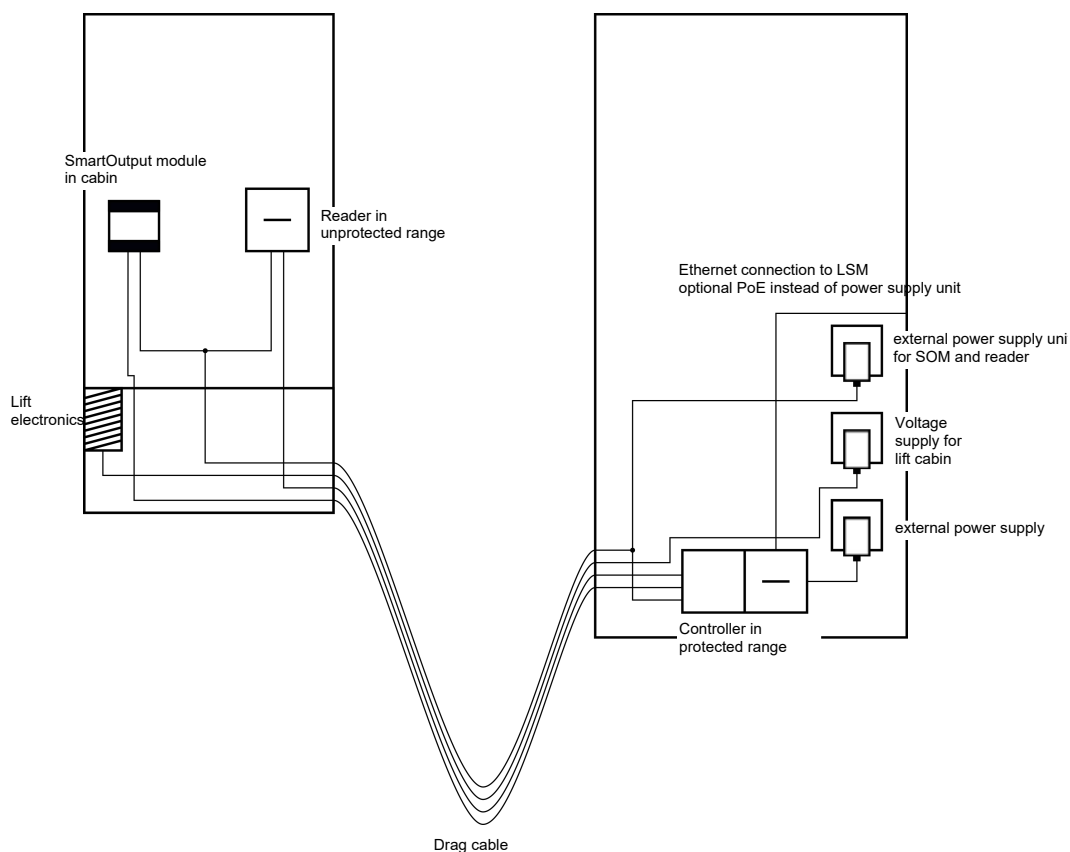 SmartOutput module
in cabin
Reader in
unprotected range
Ethernet connection to LSM
optional PoE instead of power supply unit
external power supply uni
for SOM and reader
Lift
electronics
Voltage
supply for
lift cabin
external power supply
Controller in
protected range
Drag cable